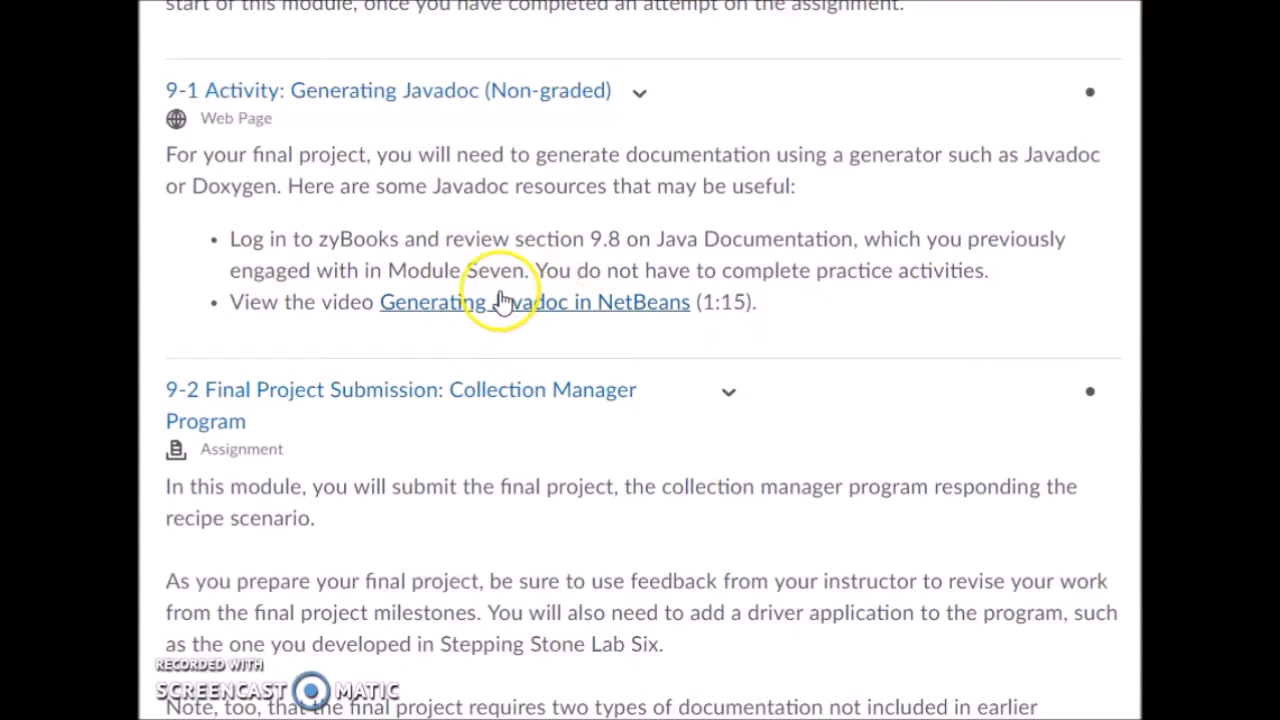 start of this module, once you have completed an attempt on the assignment.
9-1 Activity: Generating Javadoc (Non-graded)
Web Page
For your final project, you will need to generate documentation using a generator such as Javadoc
or Doxygen. Here are some Javadoc resources that may be useful:
• Log in to zyBooks and review section 9.8 on Java Documentation, which you previously
engaged with in Module Seven. You do not have to complete practice activities.
• View the video Generating Javadoc in NetBeans (1:15).
9-2 Final Project Submission: Collection Manager
Program
Assignment
In this module, you will submit the final project, the collection manager program responding the
recipe scenario.
As you prepare your final project, be sure to use feedback from your instructor to revise your work
from the final project milestones. You will also need to add a driver application to the program, such
as the one you developed in Stepping Stone Lab Six.
RECORDED WITH
SCREENCAST MATIC
Note, too, that the final project requires two types of documentation not included in earlier